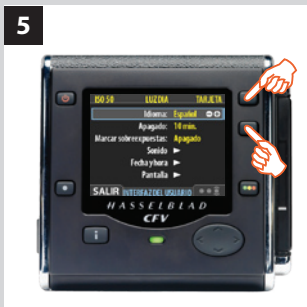 5
ISO 50 LUZ DIA TARJETA
Idioma: Español
Apagado: 10 min.
Marcar sobreexpuestas: Apagado
Sonido ►
Fecha y hora ►
Pantalla ►
SALIR INTERFAZ DEL USUARIO
HASSELBLAD
CFV
i